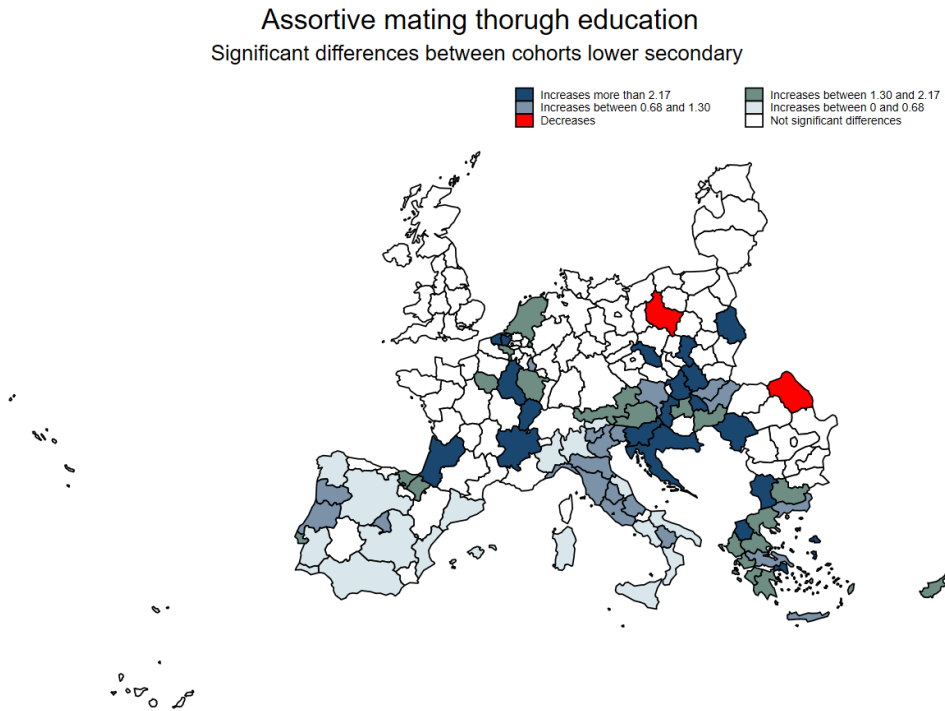 Assortive mating thorugh education
Significant differences between cohorts lower secondary
Increases more than 2.17
Increases between 1.30 and 2.17
Increases between 0.68 and 1.30
Increases between 0 and 0.68
Decreases
Not significant differences